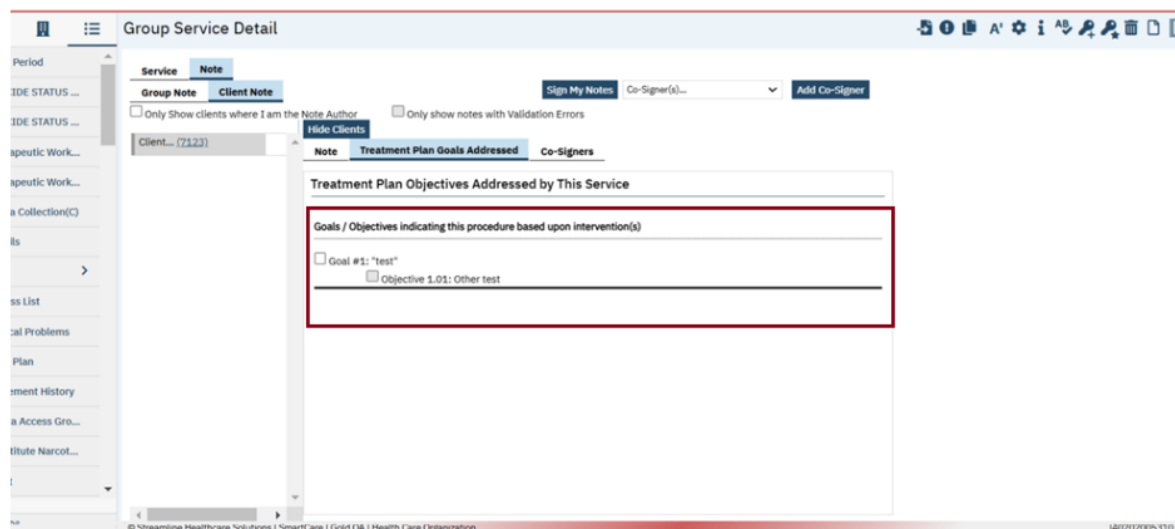 Group Service Detail
Period
IDE STATUS ...
IDE STATUS ...
apeutic Work...
apeutic Work...
a Collection(C)
ils
ss List
cal Problems
Plan
ement History
a Access Gro...
titute Narcot...
Service Note
Group Note Client Note
Sign My Notes Co-Signer(s)... Add Co-Signer
Only Show clients where I am the Note Author Only show notes with Validation Errors
Hide Clients
Client... (7123)
Note Treatment Plan Goals Addressed Co-Signers
Treatment Plan Objectives Addressed by This Service
Goals / Objectives indicating this procedure based upon intervention(s)
Goal #1: "test"
Objective 1.01: Other test
© Streamline Healthcare Solutions | SmartCare | Gold QA | Health Care Organization